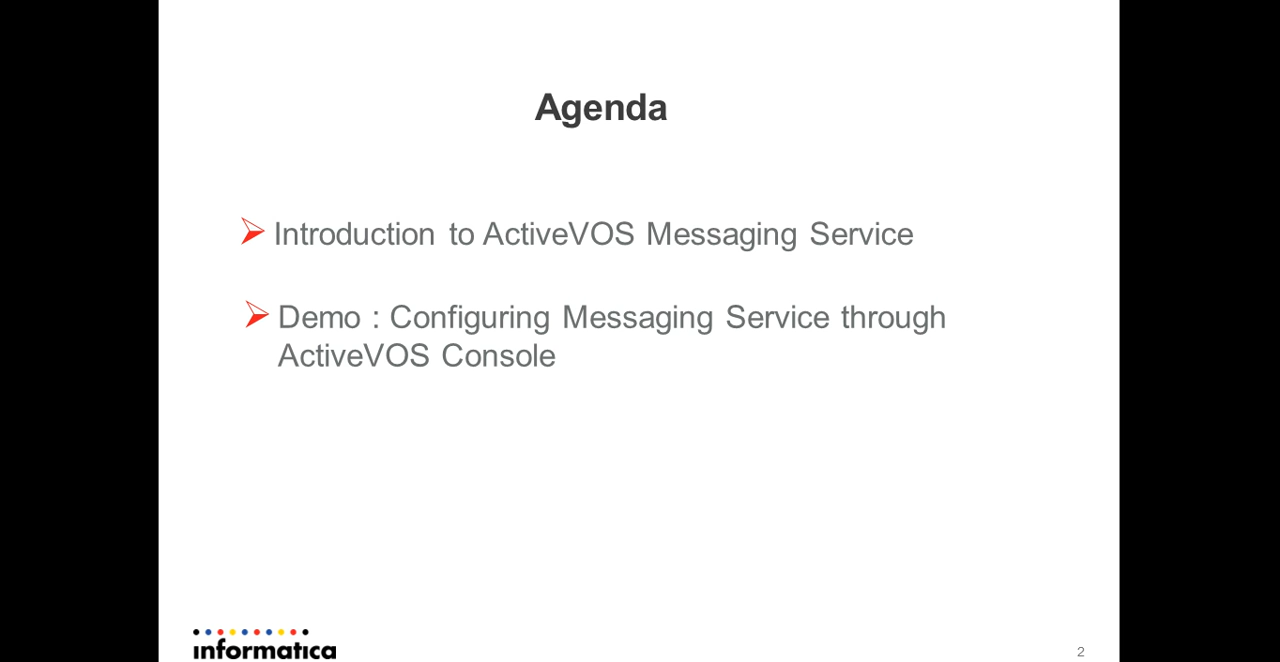 Agenda
Introduction to ActiveVOS Messaging Service
Demo : Configuring Messaging Service through
ActiveVOS Console
informatica
2